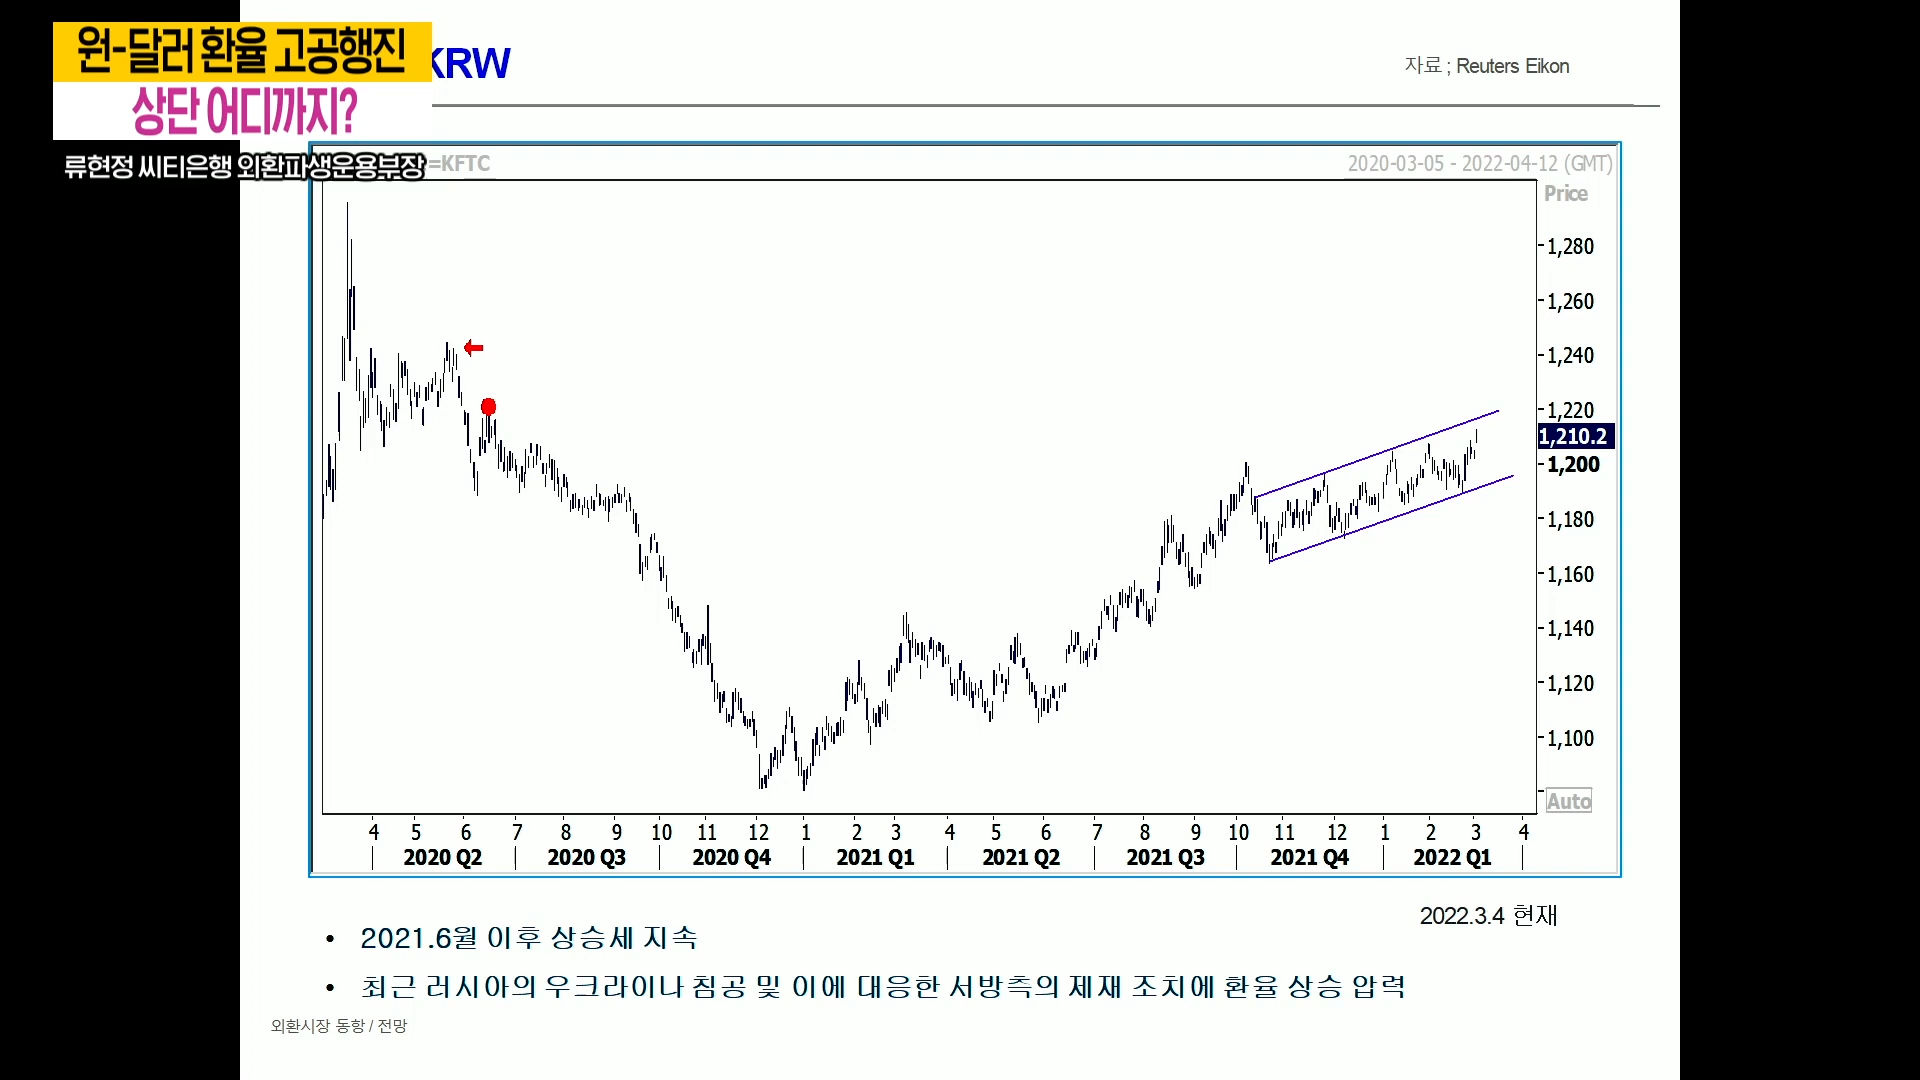 원-달러 환율 고공행진
상단 어디까지?
류현정 씨티은행 외환파생운용부장
KRW
자료 ; Reuters Eikon
=KFTC
2020-03-05 - 2022-04-12 (GMT)
Price
1,280
1,260
1,240
1,220
1,210.2
1,200
1,180
1,160
1,140
1,120
1,100
Auto
4 5 6 7 8 9 10 11 12 1 2 3 4 5 6 7 8 9 10 11 12 1 2 3 4
2020 Q2 2020 Q3 2020 Q4 2021 Q1 2021 Q2 2021 Q3 2021 Q4 2022 Q1
2022.3.4 현재
• 2021.6월 이후 상승세 지속
• 최근 러시아의 우크라이나 침공 및 이에 대응한 서방측의 제재 조치에 환율 상승 압력
외환시장 동향 / 전망